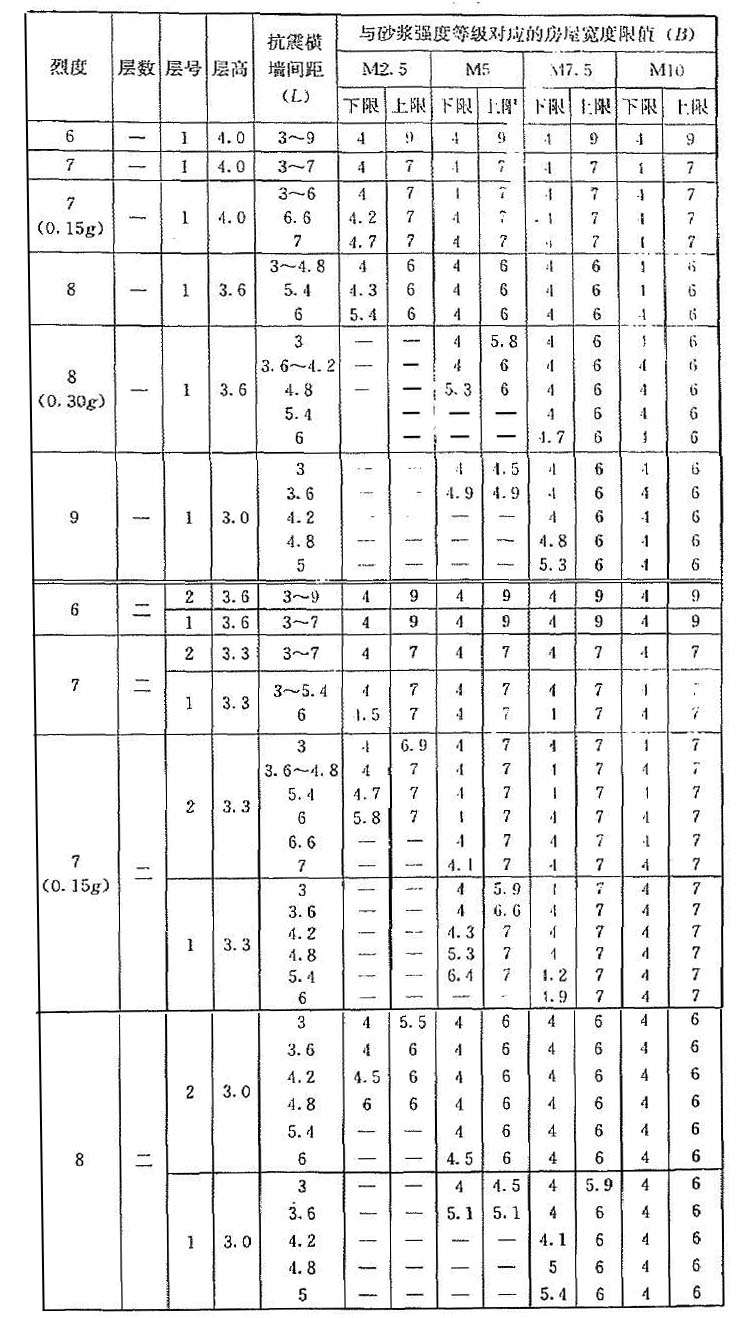 烈度 层数 层号 层高 抗震横墙间距(L) 与砂浆强度等级对应的房屋宽度限值(B)
M2.5 M5 M7.5 M10
下限 上限 下限 上限 下限 上限 下限 上限
6 一 1 4.0 3～9 4 9 4 9 4 9 4 9
7 一 1 4.0 3～7 4 7 4 7 4 7 4 7
7(0.15g) 一 1 4.0 3～6 4 7 4 7 4 7 4 7
6.6 4.2 7 4 7 4 7 4 7
7 4.7 7 4 7 4 7 4 7
8 一 1 3.6 3～4.8 4 6 4 6 4 6 4 6
5.4 4.3 6 4 6 4 6 4 6
6 5.4 6 4 6 4 6 4 6
8(0.30g) 一 1 3.6 3 — — 4 5.8 4 6 4 6
3.6～4.2 — — 4 6 4 6 4 6
4.8 — — 5.3 6 4 6 4 6
5.4 — — — 4 6 4 6
6 — — — 4.7 6 4 6
9 一 1 3.0 3 — — 4 4.5 4 6 4 6
3.6 — - 4.9 4.9 4 6 4 6
4.2 - - — — 4 6 4 6
4.8 — — — — 4.8 6 4 6
5 — — — — 5.3 6 4 6
6 二 2 3.6 3～9 4 9 4 9 4 9 4 9
1 3.6 3～7 4 9 4 9 4 9 4 9
7 二 2 3.3 3～7 4 7 4 7 4 7 4 7
1 3.3 3～5.4 4 7 4 7 4 7 4 7
6 4.5 7 4 7 4 7 4 7
7(0.15g) 二 2 3.3 3 4 6.9 4 7 4 7 4 7
3.6～4.8 4 7 4 7 4 7 4 7
5.4 4.7 7 4 7 4 7 4 7
6 5.8 7 4 7 4 7 4 7
6.6 — — 4 7 4 7 4 7
7 — — 4.1 7 4 7 4 7
1 3.3 3 — — 4 5.9 4 7 4 7
3.6 — — 4 6.6 4 7 4 7
4.2 — — 4.3 7 4 7 4 7
4.8 — — 5.3 7 4 7 4 7
5.4 — — 6.4 7 4.2 7 4 7
6 — — — - 4.9 7 4 7
8 二 2 3.0 3 4 5.5 4 6 4 6 4 6
3.6 4 6 4 6 4 6 4 6
4.2 4.5 6 4 6 4 6 4 6
4.8 6 6 4 6 4 6 4 6
5.4 — — 4 6 4 6 4 6
6 — — 4.5 6 4 6 4 6
1 3.0 3 — — 4 4.5 4 5.9 4 6
3.6 — — 5.1 5.1 4 6 4 6
4.2 — — — — 4.1 6 4 6
4.8 — — — — 5 6 4 6
5 — — — — 5.4 6 4 6